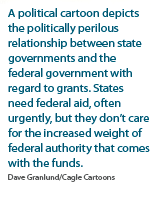 A political cartoon depicts
the politically perilous
relationship between state
governments and the
federal government with
regard to grants. States
need federal aid, often
urgently, but they don't care
for the increased weight of
federal authority that comes
with the funds.
Dave Granlund/Cagle Cartoons